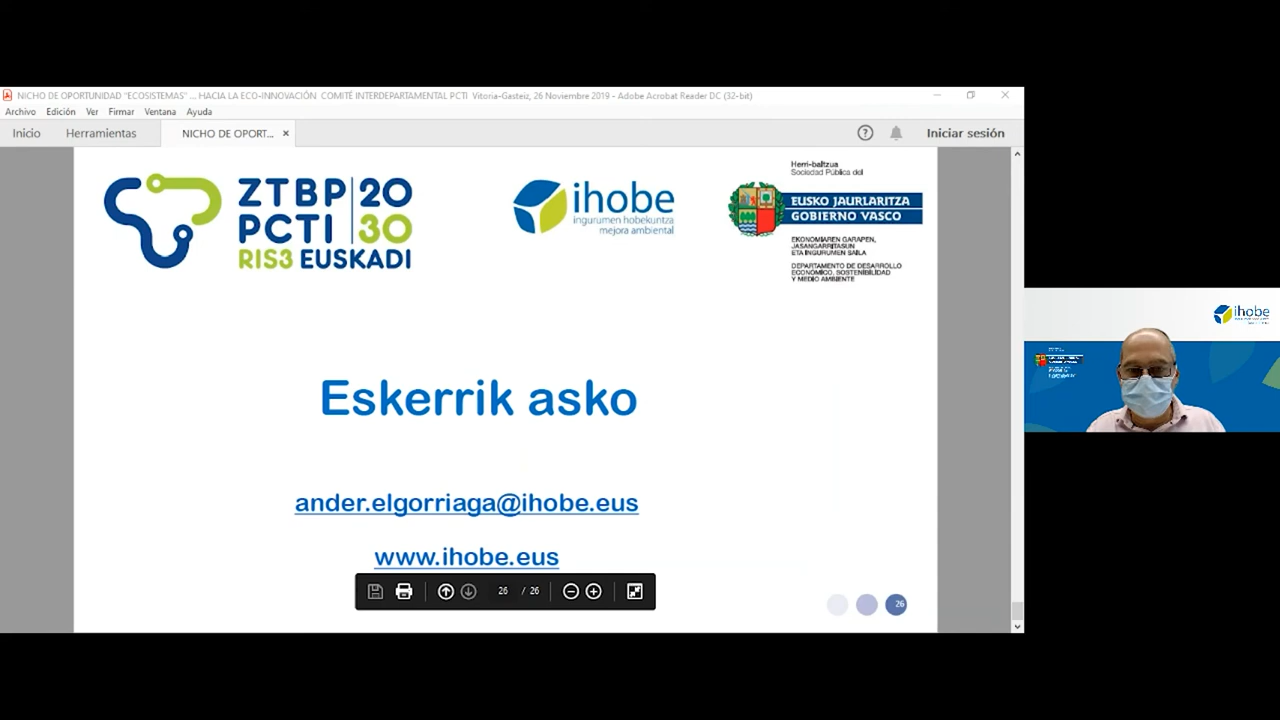 NICHO DE OPORTUNIDAD "ECOSISTEMAS" ... HACIA LA ECO-INNOVACIÓN COMITÉ INTERDEPARTAMENTAL PCTI Vitoria-Gasteiz, 26 Noviembre 2019 - Adobe Acrobat Reader DC (32-bit)
Archivo Edición Ver Firmar Ventana Ayuda
Inicio Herramientas NICHO DE OPORT... × Iniciar sesión
ZTBP 20
PCTI 30
RIS3 EUSKADI
ihobe
ingurumen hobekuntza
mejora ambiental
Herri-baltzua
Sociedad Pública del
EUSKO JAURLARITZA
GOBIERNO VASCO
EKONOMIAREN GARAPEN,
JASANGARRITASUN
ETA INGURUMEN SAILA
DEPARTAMENTO DE DESARROLLO
ECONÓMICO, SOSTENIBILIDAD
Y MEDIO AMBIENTE
Eskerrik asko
ander.elgorriaga@ihobe.eus
www.ihobe.eus
26 / 26
26
ihobe